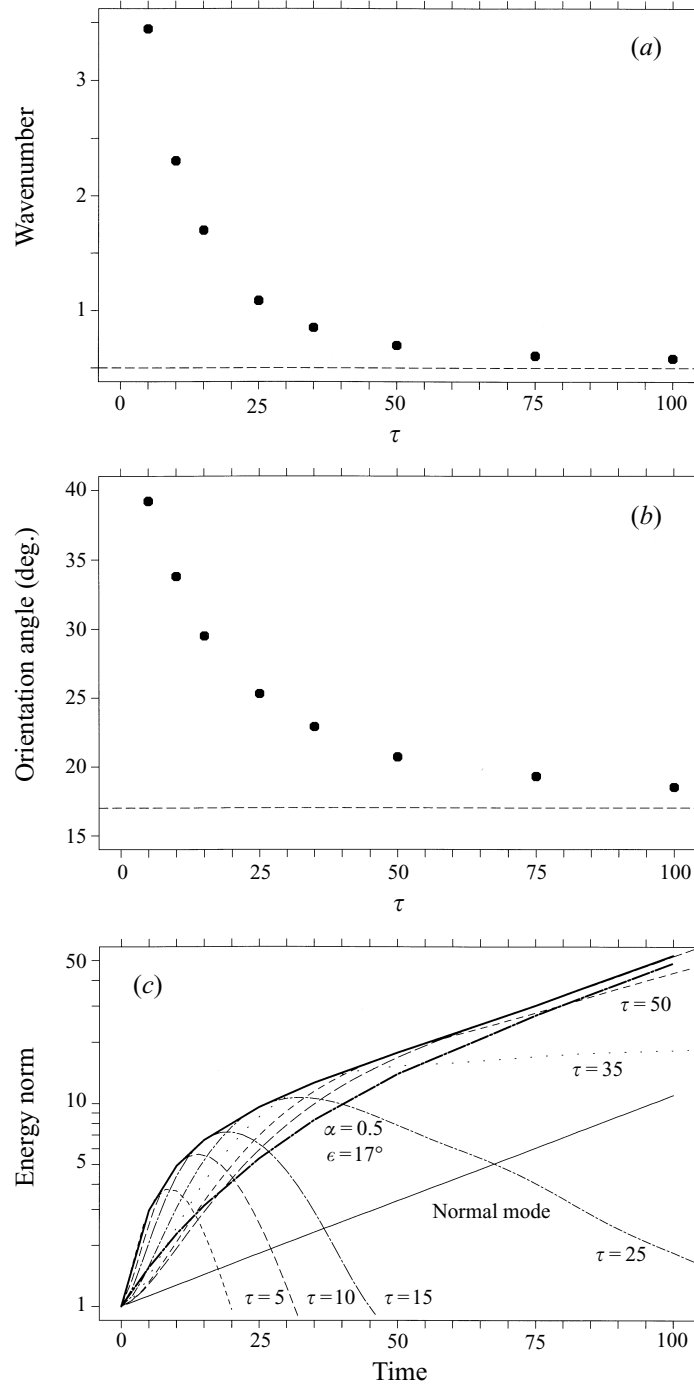 (a)
Wavenumber
3
2
1
0 25 50 75 100
τ
(b)
Orientation angle (deg.)
40
35
30
25
20
15
0 25 50 75 100
τ
(c)
Energy norm
50
10
5
1
τ = 50
τ = 35
α = 0.5
ϵ = 17°
Normal mode
τ = 25
τ = 5 τ = 10 τ = 15
0 25 50 75 100
Time